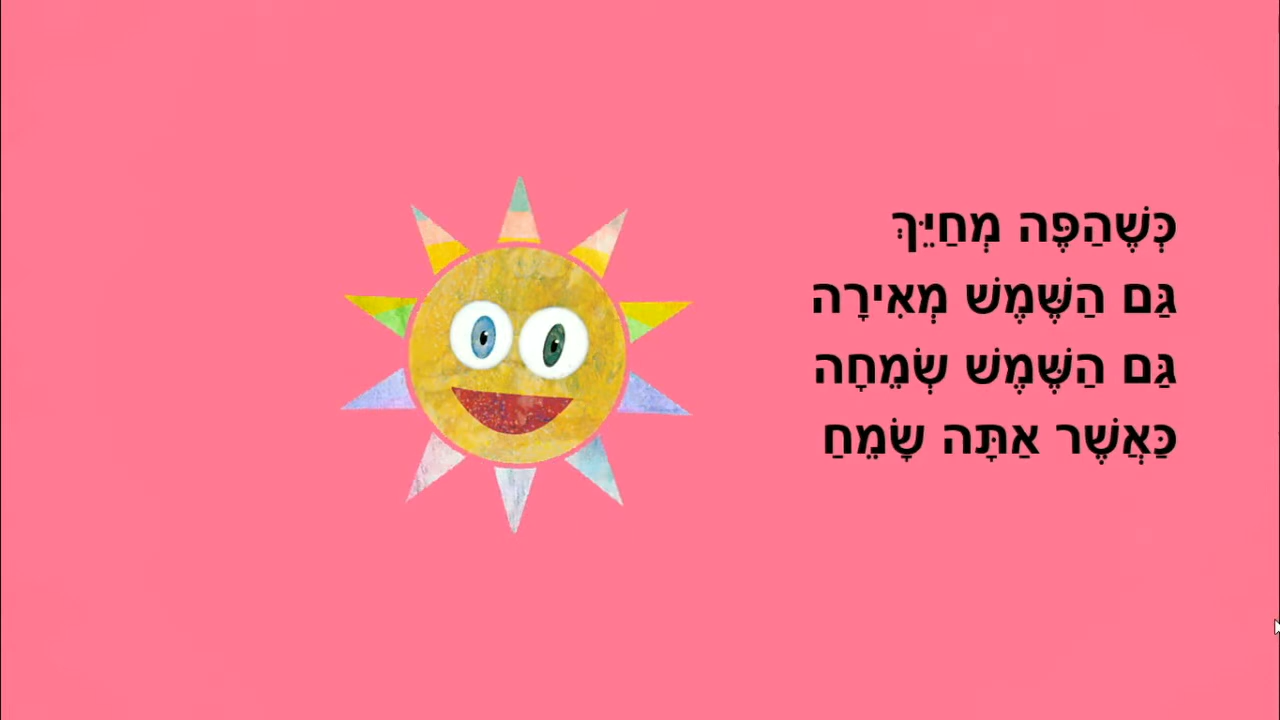 כְּשֶׁהַפֶּה מְחַיֵּךְ
גַּם הַשֶּׁמֶשׁ מְאִירָה
גַּם הַשֶּׁמֶשׁ שְׂמֵחָה
כַּאֲשֶׁר אַתָּה שָׂמֵחַ